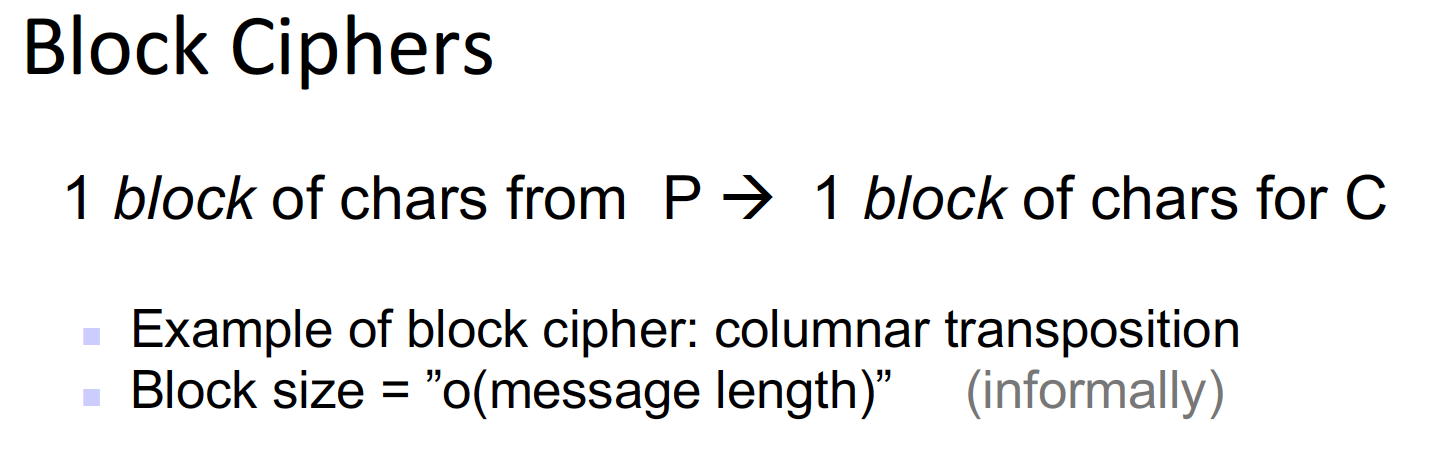 Block Ciphers
1 block of chars from P → 1 block of chars for C
Example of block cipher: columnar transposition
Block size = ”o(message length)” (informally)